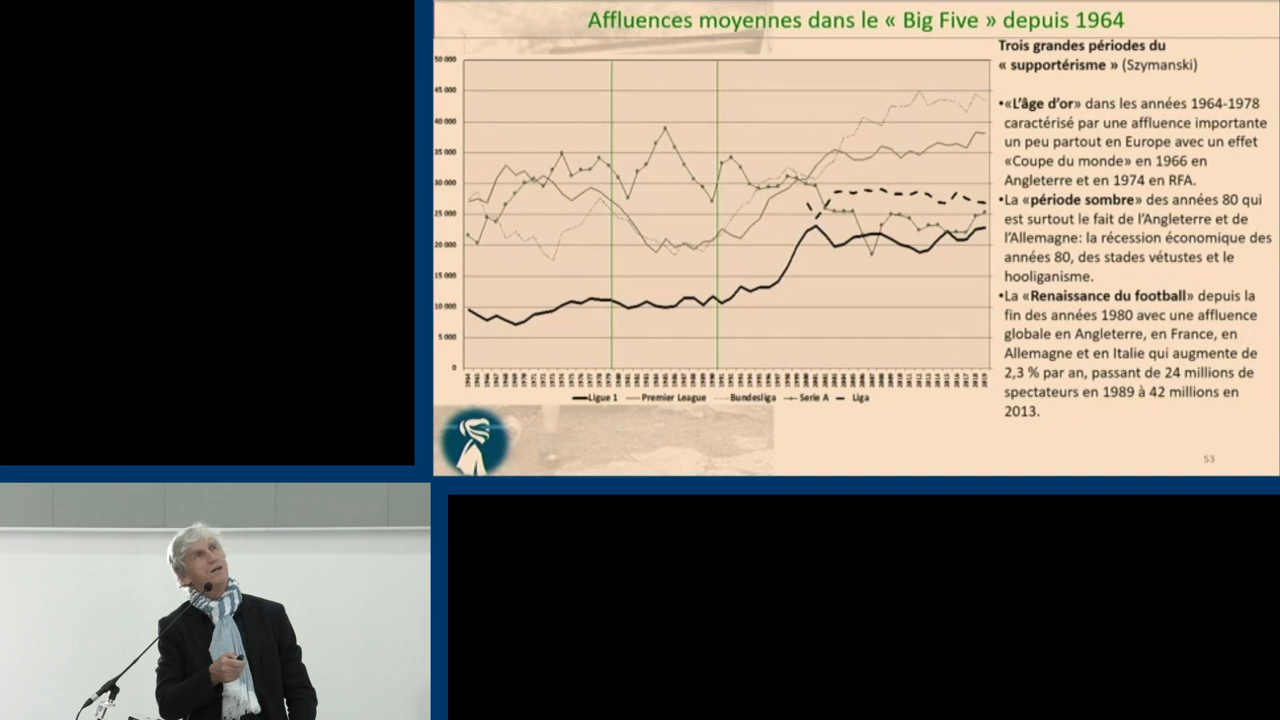 Affluences moyennes dans le « Big Five » depuis 1964
Trois grandes périodes du
« supportérisme » (Szymanski)
•«L'âge d'or» dans les années 1964-1978
caractérisé par une affluence importante
un peu partout en Europe avec un effet
«Coupe du monde» en 1966 en
Angleterre et en 1974 en RFA.
•La «période sombre» des années 80 qui
est surtout le fait de l'Angleterre et de
l'Allemagne: la récession économique des
années 80, des stades vétustes et le
hooliganisme.
•La «Renaissance du football» depuis la
fin des années 1980 avec une affluence
globale en Angleterre, en France, en
Allemagne et en Italie qui augmente de
2,3 % par an, passant de 24 millions de
spectateurs en 1989 à 42 millions en
2013.
50 000
45 000
40 000
35 000
30 000
25 000
20 000
15 000
10 000
5 000
0
Ligue 1 Premier League Bundesliga Serie A Liga
53